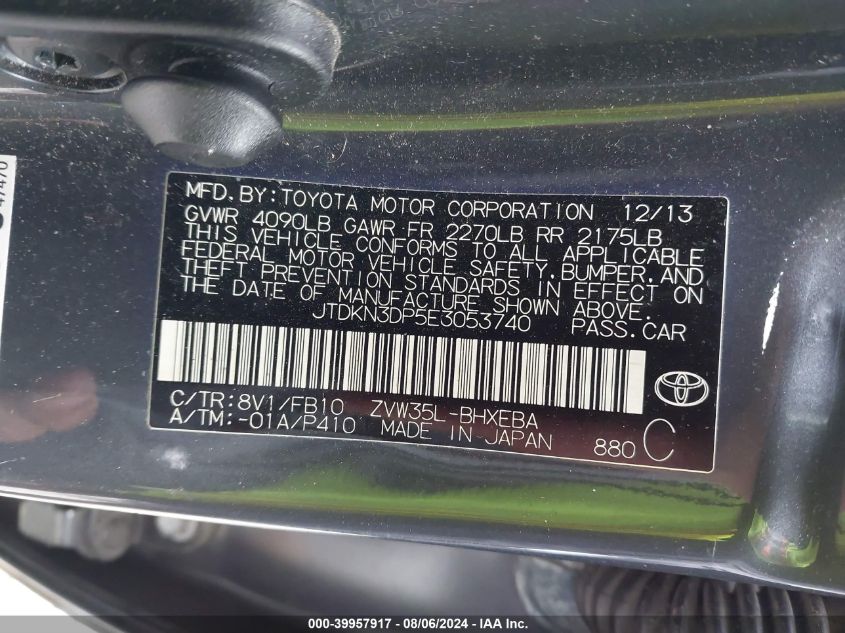 47470
MFD. BY: TOYOTA MOTOR CORPORATION 12/13
GVWR 4090LB GAWR FR 2270LB RR 2175LB
THIS VEHICLE CONFORMS TO ALL APPLICABLE
FEDERAL MOTOR VEHICLE SAFETY, BUMPER, AND
THEFT PREVENTION STANDARDS IN EFFECT ON
THE DATE OF MANUFACTURE SHOWN ABOVE.
JTDKN3DP5E3053740 PASS. CAR
C/TR: 8V1/FB10 ZVW35L-BHXEBA
A/TM: -01A/P410 MADE IN JAPAN 880 C
000-39957917 - 08/06/2024 - IAA Inc.